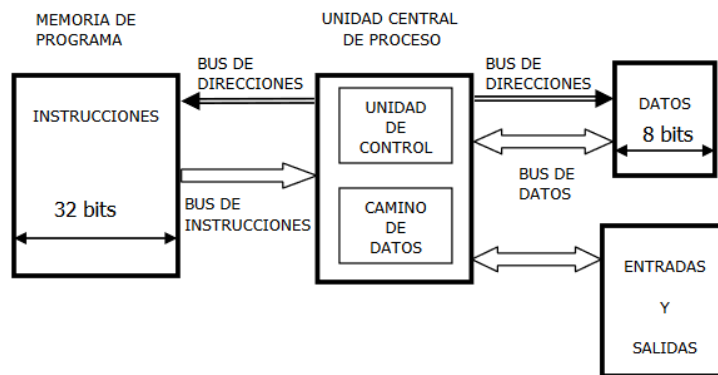 MEMORIA DE
PROGRAMA
UNIDAD CENTRAL
DE PROCESO
BUS DE
DIRECCIONES
BUS DE
DIRECCIONES
INSTRUCCIONES
32 bits
BUS DE
INSTRUCCIONES
UNIDAD
DE
CONTROL
CAMINO
DE
DATOS
DATOS
8 bits
BUS DE
DATOS
ENTRADAS
Y
SALIDAS